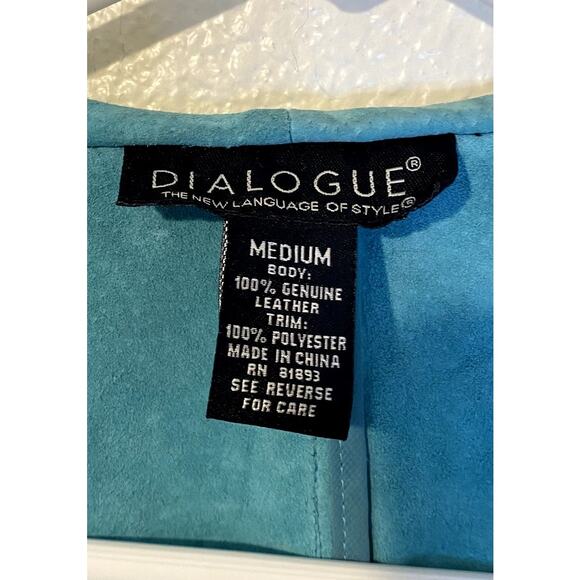 DIALOGUE®
THE NEW LANGUAGE OF STYLE®
MEDIUM
BODY:
100% GENUINE
LEATHER
TRIM:
100% POLYESTER
MADE IN CHINA
RN 81893
SEE REVERSE
FOR CARE